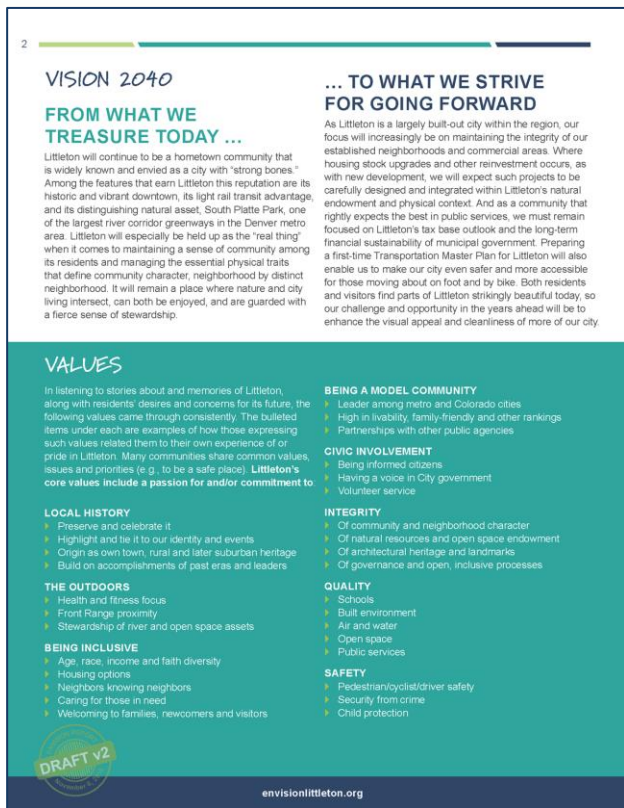 2
VISION 2040
FROM WHAT WE
TREASURE TODAY ...
Littleton will continue to be a hometown community that
is widely known and envied as a city with “strong bones.”
Among the features that earn Littleton this reputation are its
historic and vibrant downtown, its light rail transit advantage,
and its distinguishing natural asset, South Platte Park, one
of the largest river corridor greenways in the Denver metro
area. Littleton will especially be held up as the “real thing”
when it comes to maintaining a sense of community among
its residents and managing the essential physical traits
that define community character, neighborhood by distinct
neighborhood. It will remain a place where nature and city
living intersect, can both be enjoyed, and are guarded with
a fierce sense of stewardship.
... TO WHAT WE STRIVE
FOR GOING FORWARD
As Littleton is a largely built-out city within the region, our
focus will increasingly be on maintaining the integrity of our
established neighborhoods and commercial areas. Where
housing stock upgrades and other reinvestment occurs, as
with new development, we will expect such projects to be
carefully designed and integrated within Littleton’s natural
endowment and physical context. And as a community that
rightly expects the best in public services, we must remain
focused on Littleton’s tax base outlook and the long-term
financial sustainability of municipal government. Preparing
a first-time Transportation Master Plan for Littleton will also
enable us to make our city even safer and more accessible
for those moving about on foot and by bike. Both residents
and visitors find parts of Littleton strikingly beautiful today, so
our challenge and opportunity in the years ahead will be to
enhance the visual appeal and cleanliness of more of our city.
VALUES
In listening to stories about and memories of Littleton,
along with residents’ desires and concerns for its future, the
following values came through consistently. The bulleted
items under each are examples of how those expressing
such values related them to their own experience of or
pride in Littleton. Many communities share common values,
issues and priorities (e.g., to be a safe place). Littleton’s
core values include a passion for and/or commitment to
LOCAL HISTORY
Preserve and celebrate it
Highlight and tie it to our identity and events
Origin as own town, rural and later suburban heritage
Build on accomplishments of past eras and leaders
THE OUTDOORS
Health and fitness focus
Front Range proximity
Stewardship of river and open space assets
BEING INCLUSIVE
Age, race, income and faith diversity
Housing options
Neighbors knowing neighbors
Caring for those in need
Welcoming to families, newcomers and visitors
BEING A MODEL COMMUNITY
Leader among metro and Colorado cities
High in livability, family-friendly and other rankings
Partnerships with other public agencies
CIVIC INVOLVEMENT
Being informed citizens
Having a voice in City government
Volunteer service
INTEGRITY
Of community and neighborhood character
Of natural resources and open space endowment
Of architectural heritage and landmarks
Of governance and open, inclusive processes
QUALITY
Schools
Built environment
Air and water
Open space
Public services
SAFETY
Pedestrian/cyclist/driver safety
Security from crime
Child protection
DRAFT v2
envisionlittleton.org